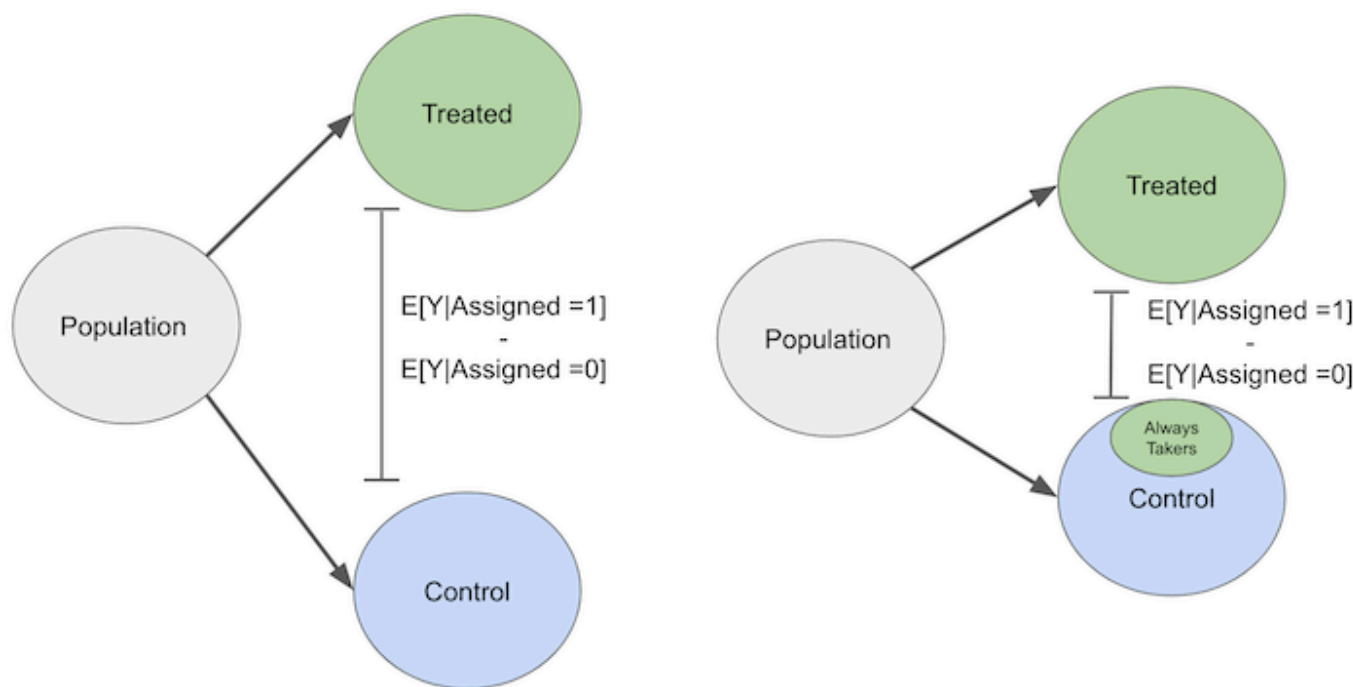 Treated
Population
E[Y|Assigned =1]
-
E[Y|Assigned =0]
Control
Treated
Population
E[Y|Assigned =1]
-
E[Y|Assigned =0]
Always
Takers
Control